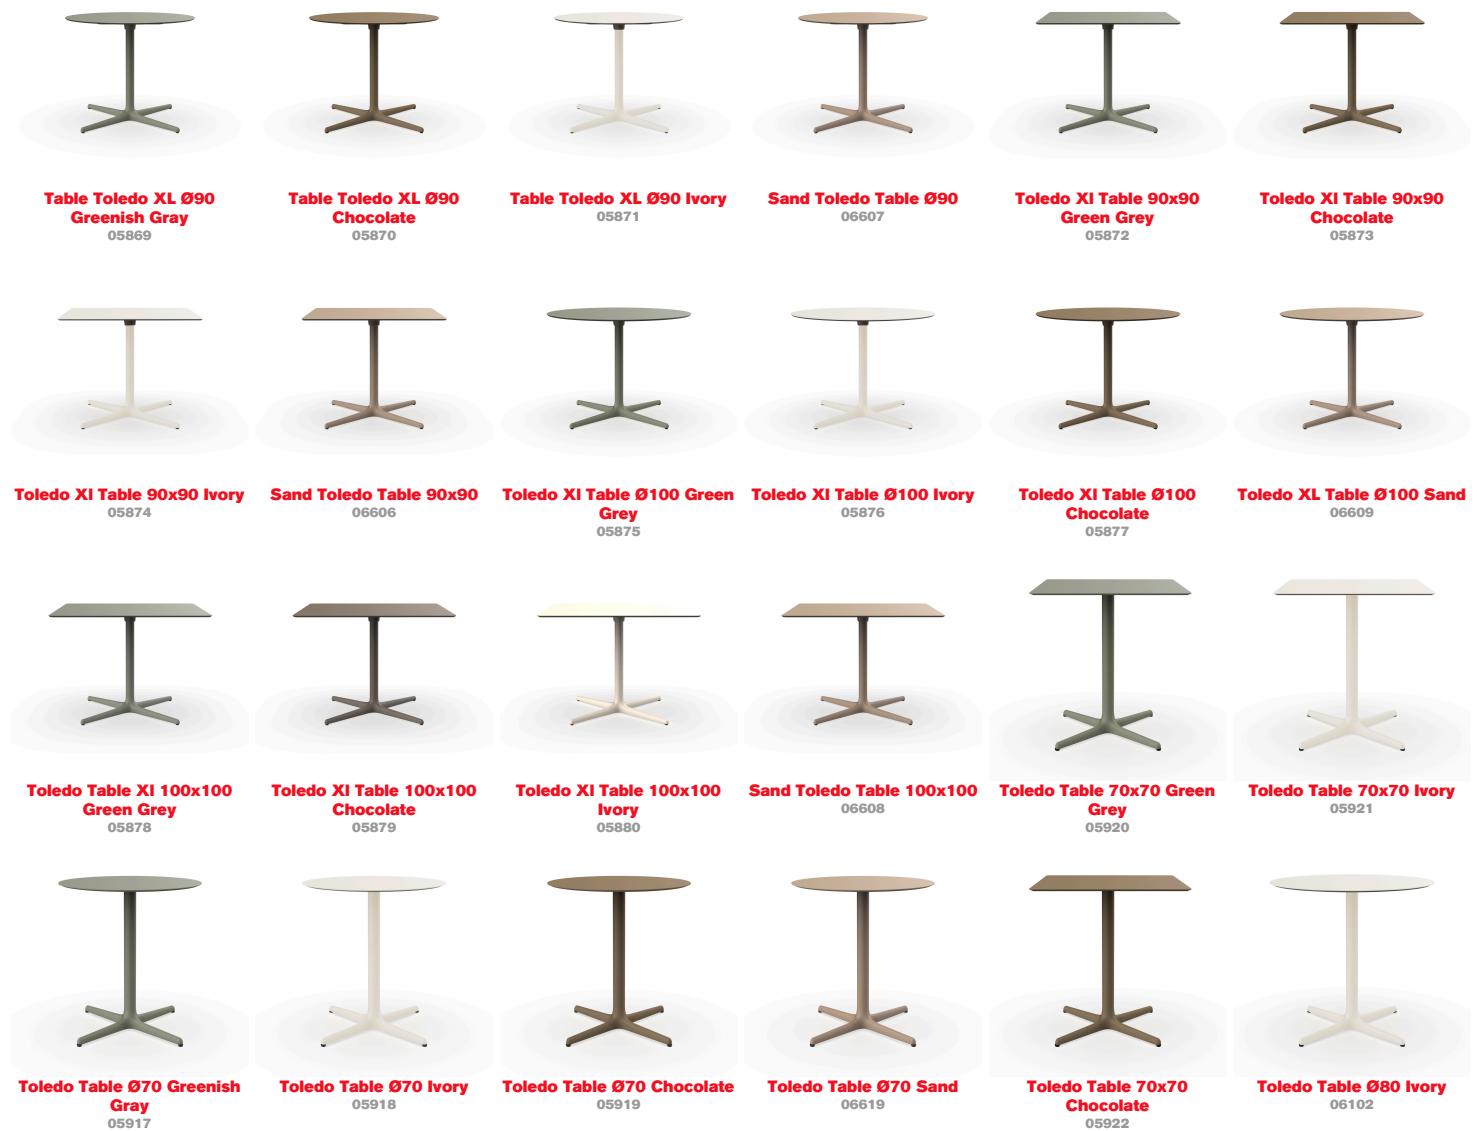 Table Toledo XL Ø90
Greenish Gray
05869
Table Toledo XL Ø90
Chocolate
05870
Table Toledo XL Ø90 Ivory
05871
Sand Toledo Table Ø90
06607
Toledo Xl Table 90x90
Green Grey
05872
Toledo Xl Table 90x90
Chocolate
05873
Toledo Xl Table 90x90 Ivory
05874
Sand Toledo Table 90x90
06606
Toledo Xl Table Ø100 Green
Grey
05875
Toledo Xl Table Ø100 Ivory
05876
Toledo Xl Table Ø100
Chocolate
05877
Toledo XL Table Ø100 Sand
06609
Toledo Table Xl 100x100
Green Grey
05878
Toledo Xl Table 100x100
Chocolate
05879
Toledo Xl Table 100x100
Ivory
05880
Sand Toledo Table 100x100
06608
Toledo Table 70x70 Green
Grey
05920
Toledo Table 70x70 Ivory
05921
Toledo Table Ø70 Greenish
Gray
05917
Toledo Table Ø70 Ivory
05918
Toledo Table Ø70 Chocolate
05919
Toledo Table Ø70 Sand
06619
Toledo Table 70x70
Chocolate
05922
Toledo Table Ø80 Ivory
06102